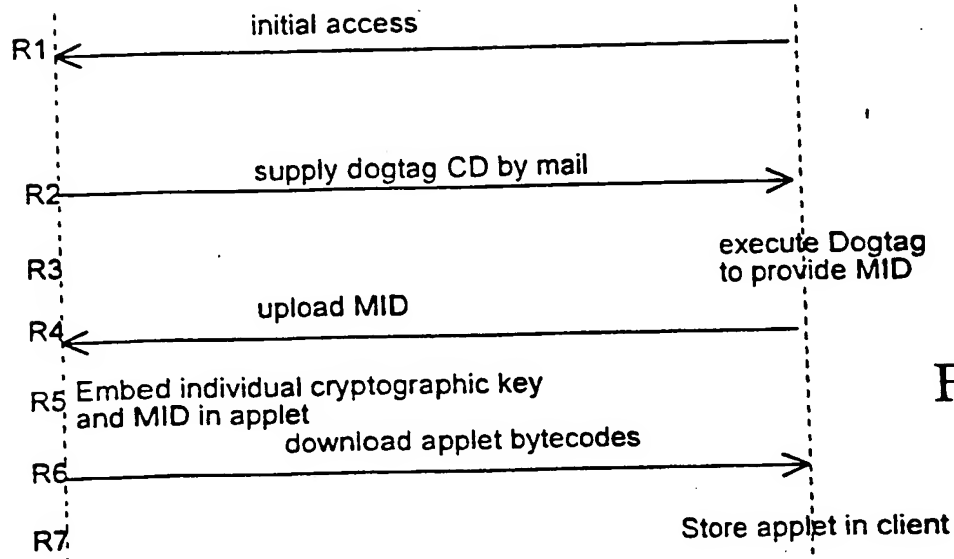 initial access
R1
supply dogtag CD by mail
R2
execute Dogtag
to provide MID
R3
upload MID
R4
R5 Embed individual cryptographic key
and MID in applet
F
download applet bytecodes
R6
Store applet in client
R7